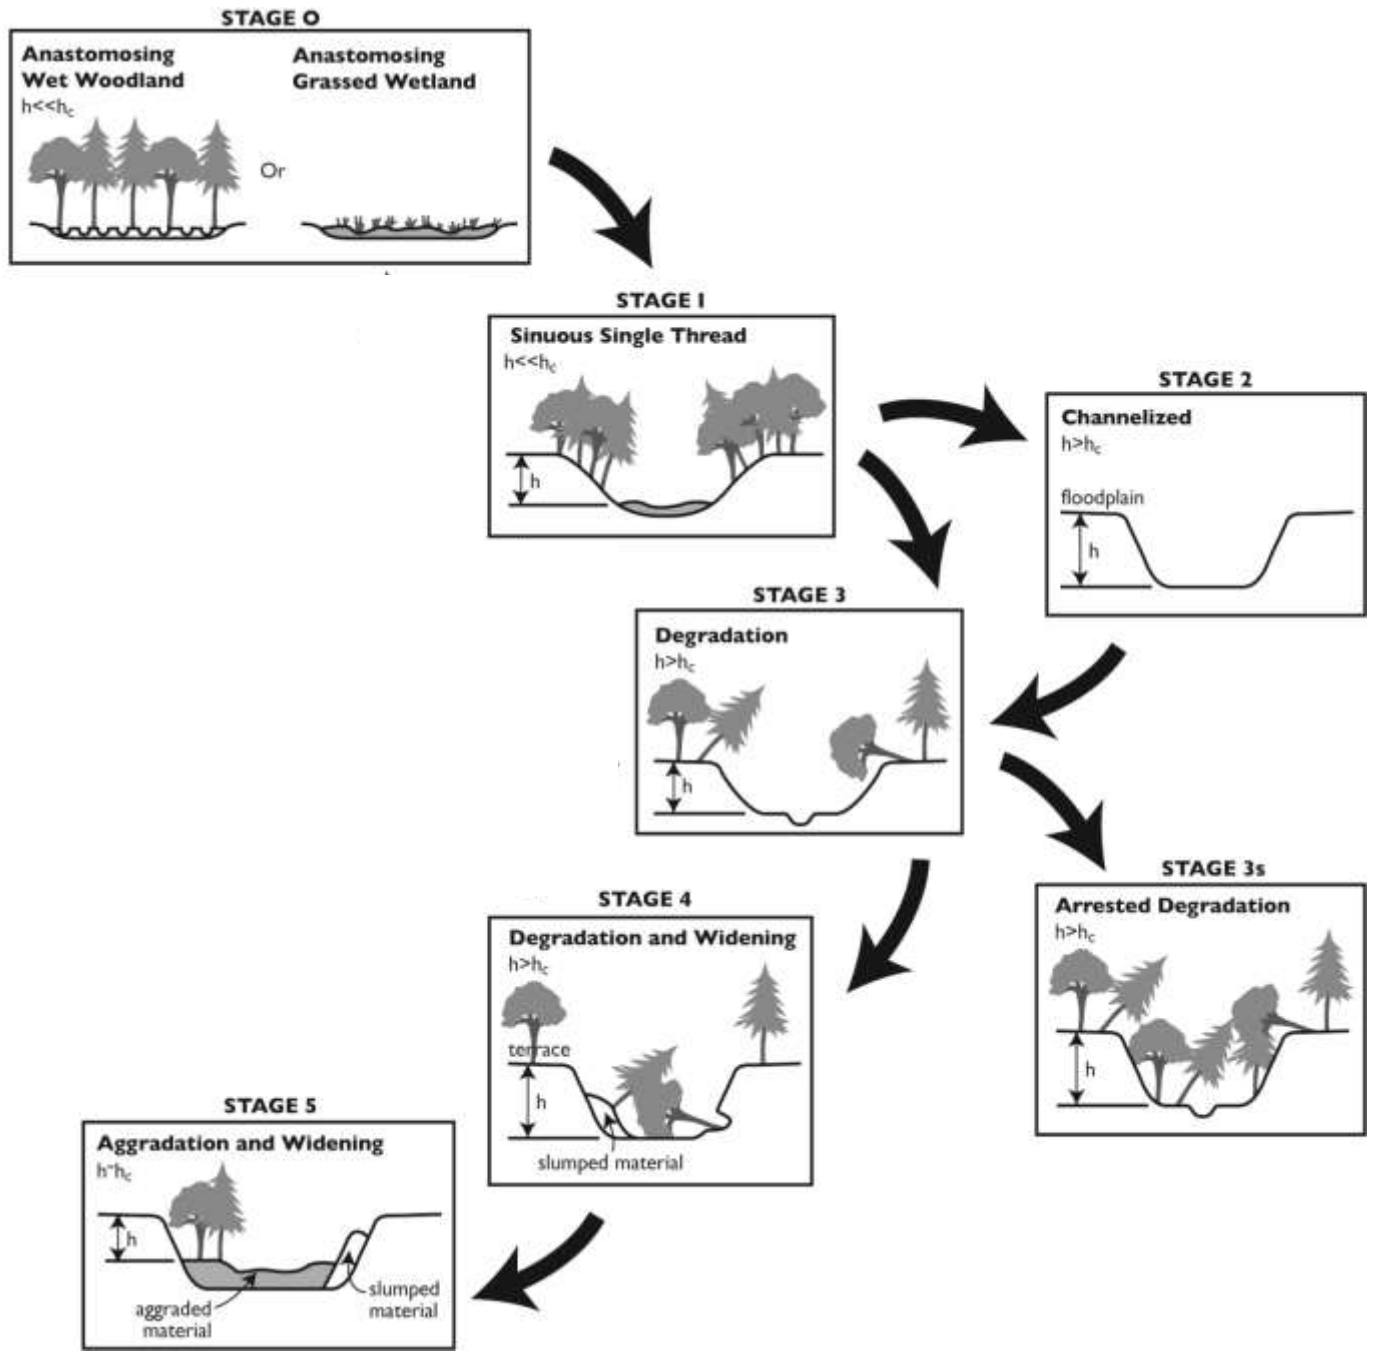 STAGE O
Anastomosing
Wet Woodland
h<<hc
Or
Anastomosing
Grassed Wetland
STAGE I
Sinuous Single Thread
h<<hc
h
STAGE 2
Channelized
h>hc
floodplain
h
STAGE 3
Degradation
h>hc
h
STAGE 3s
Arrested Degradation
h>hc
h
STAGE 4
Degradation and Widening
h>hc
terrace
h
slumped material
STAGE 5
Aggradation and Widening
h~hc
h
aggraded
material
slumped
material